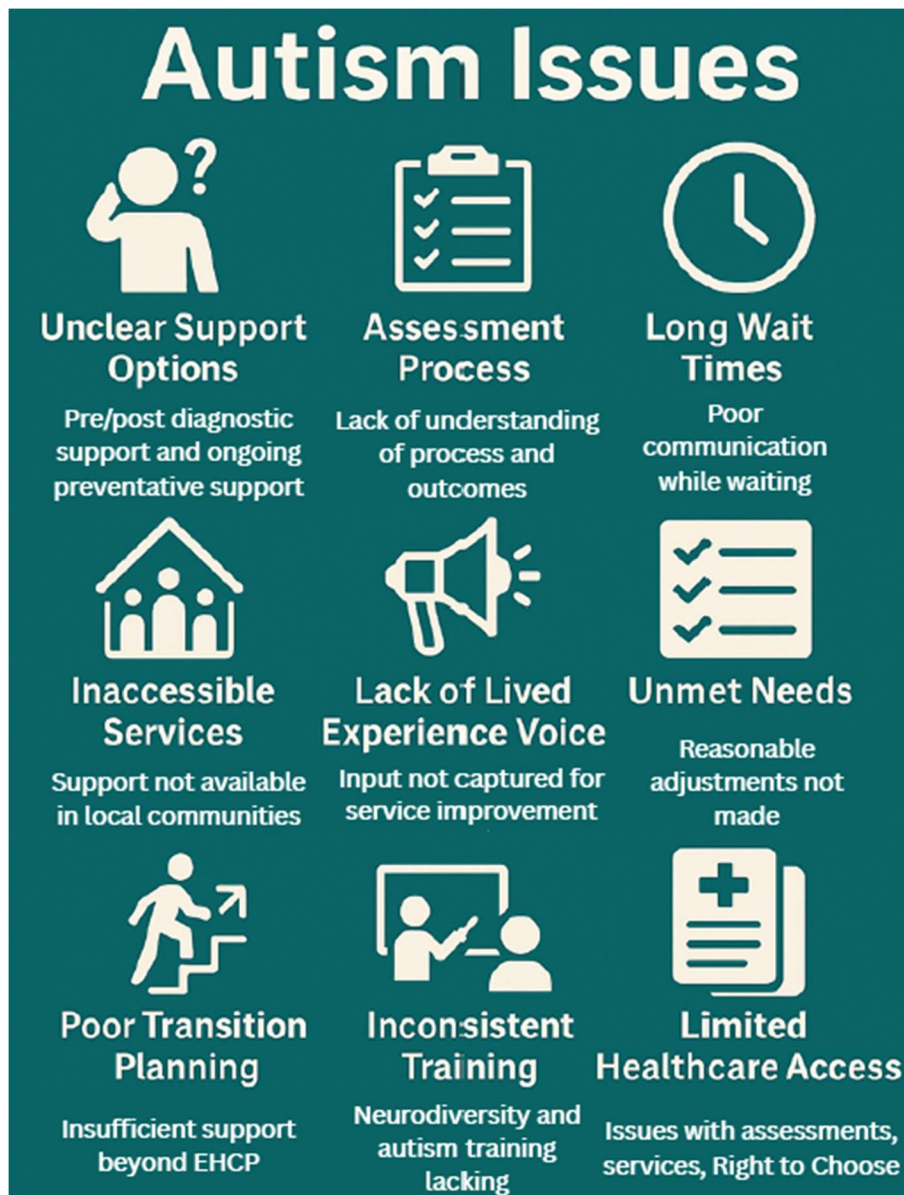 Autism Issues
?
Unclear Support
Options
Pre/post diagnostic
support and ongoing
preventative support
Assessment
Process
Lack of understanding
of process and
outcomes
Long Wait
Times
Poor
communication
while waiting
Inaccessible
Services
Support not available
in local communities
Lack of Lived
Experience Voice
Input not captured for
service improvement
Unmet Needs
Reasonable
adjustments not
made
Poor Transition
Planning
Insufficient support
beyond EHCP
Inconsistent
Training
Neurodiversity and
autism training
lacking
Limited
Healthcare Access
Issues with assessments,
services, Right to Choose